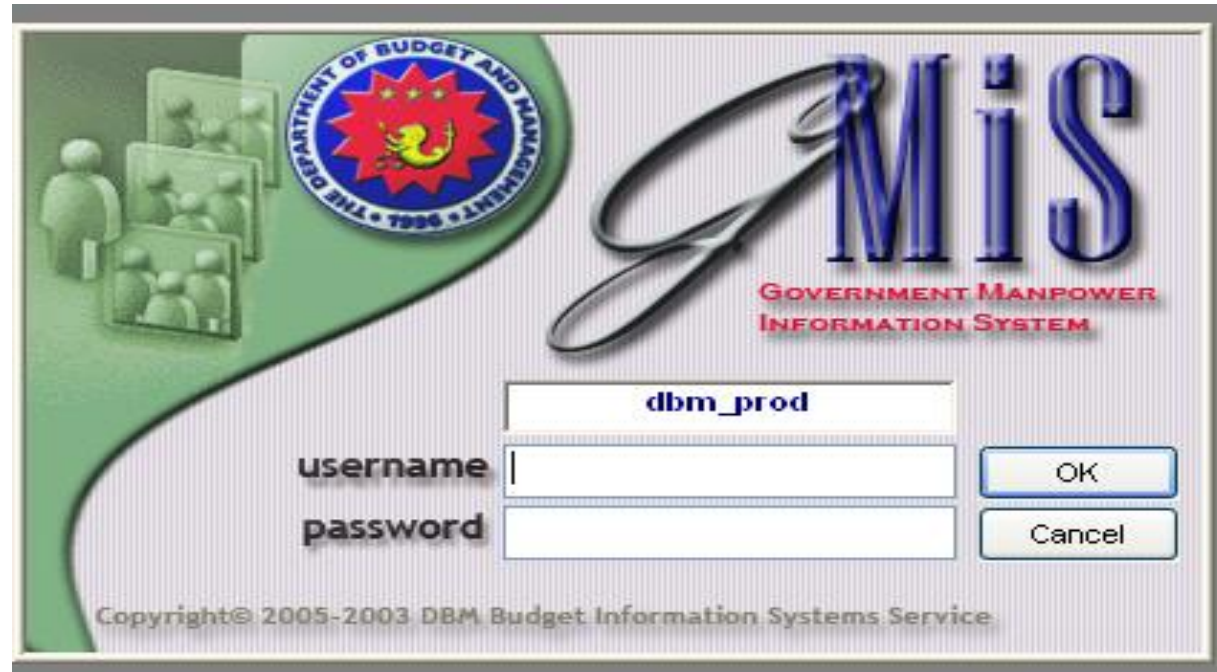 THE DEPARTMENT OF BUDGET AND MANAGEMENT • 1936 •
gMiS
GOVERNMENT MANPOWER
INFORMATION SYSTEM
dbm_prod
username
OK
password
Cancel
Copyright© 2005-2003 DBM Budget Information Systems Service